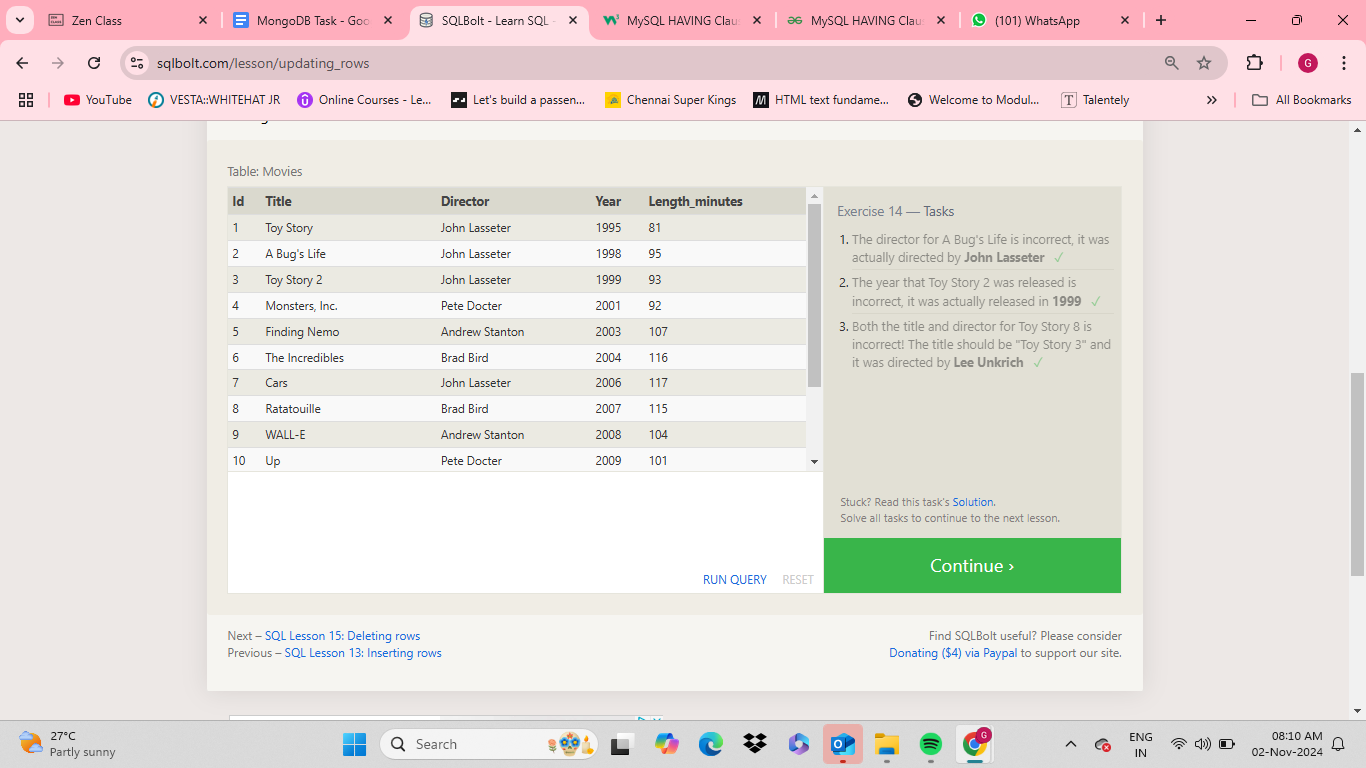 Zen Class
MongoDB Task - Goo
SQLBolt - Learn SQL -
MySQL HAVING Clau
MySQL HAVING Clau
(101) WhatsApp
sqlbolt.com/lesson/updating_rows
YouTube
VESTA::WHITEHAT JR
Online Courses - Le...
Let's build a passen...
Chennai Super Kings
HTML text fundame...
Welcome to Modul...
Talentely
All Bookmarks
Table: Movies
Id Title Director Year Length_minutes
1 Toy Story John Lasseter 1995 81
2 A Bug's Life John Lasseter 1998 95
3 Toy Story 2 John Lasseter 1999 93
4 Monsters, Inc. Pete Docter 2001 92
5 Finding Nemo Andrew Stanton 2003 107
6 The Incredibles Brad Bird 2004 116
7 Cars John Lasseter 2006 117
8 Ratatouille Brad Bird 2007 115
9 WALL-E Andrew Stanton 2008 104
10 Up Pete Docter 2009 101
RUN QUERY RESET
Exercise 14 — Tasks
1. The director for A Bug's Life is incorrect, it was
actually directed by John Lasseter ✓
2. The year that Toy Story 2 was released is
incorrect, it was actually released in 1999 ✓
3. Both the title and director for Toy Story 8 is
incorrect! The title should be "Toy Story 3" and
it was directed by Lee Unkrich ✓
Stuck? Read this task's Solution.
Solve all tasks to continue to the next lesson.
Continue ›
Next – SQL Lesson 15: Deleting rows
Previous – SQL Lesson 13: Inserting rows
Find SQLBolt useful? Please consider
Donating ($4) via Paypal to support our site.
27°C
Partly sunny
Search
ENG
IN
08:10 AM
02-Nov-2024